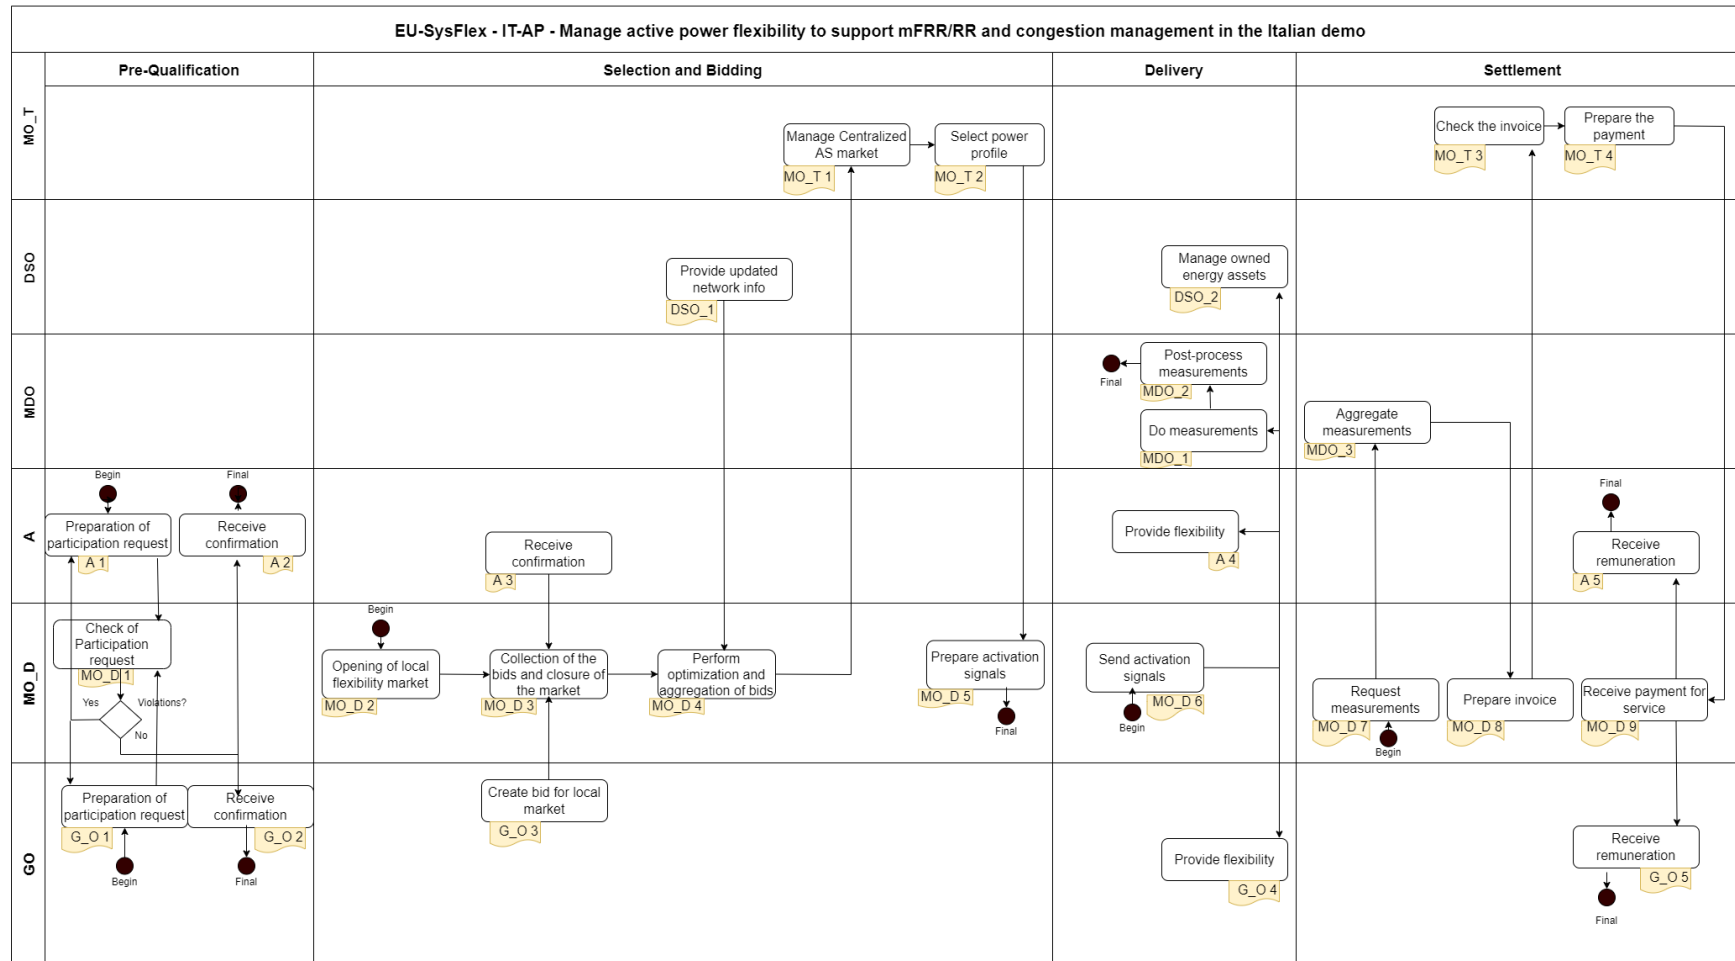 EU-SysFlex - IT-AP - Manage active power flexibility to support mFRR/RR and congestion management in the Italian demo
Pre-Qualification
Selection and Bidding
Delivery
Settlement
MO_T
Manage Centralized
AS market
MO_T 1
Select power
profile
MO_T 2
Check the invoice
MO_T 3
Prepare the
payment
MO_T 4
DSO
Provide updated
network info
DSO_1
Manage owned
energy assets
DSO_2
MDO
Post-process
measurements
MDO_2
Final
Do measurements
MDO_1
Aggregate
measurements
MDO_3
A
Begin
Preparation of
participation request
A 1
Final
Receive
confirmation
A 2
Receive
confirmation
A 3
Provide flexibility
A 4
Final
Receive
remuneration
A 5
MO_D
Check of
Participation
request
MO_D 1
Yes
Violations?
No
Begin
Opening of local
flexibility market
MO_D 2
Collection of the
bids and closure of
the market
MO_D 3
Perform
optimization and
aggregation of bids
MO_D 4
Prepare activation
signals
MO_D 5
Final
Send activation
signals
MO_D 6
Begin
Request
measurements
MO_D 7
Begin
Prepare invoice
MO_D 8
Receive payment for
service
MO_D 9
GO
Preparation of
participation request
G_O 1
Begin
Receive
confirmation
G_O 2
Final
Create bid for local
market
G_O 3
Provide flexibility
G_O 4
Receive
remuneration
G_O 5
Final